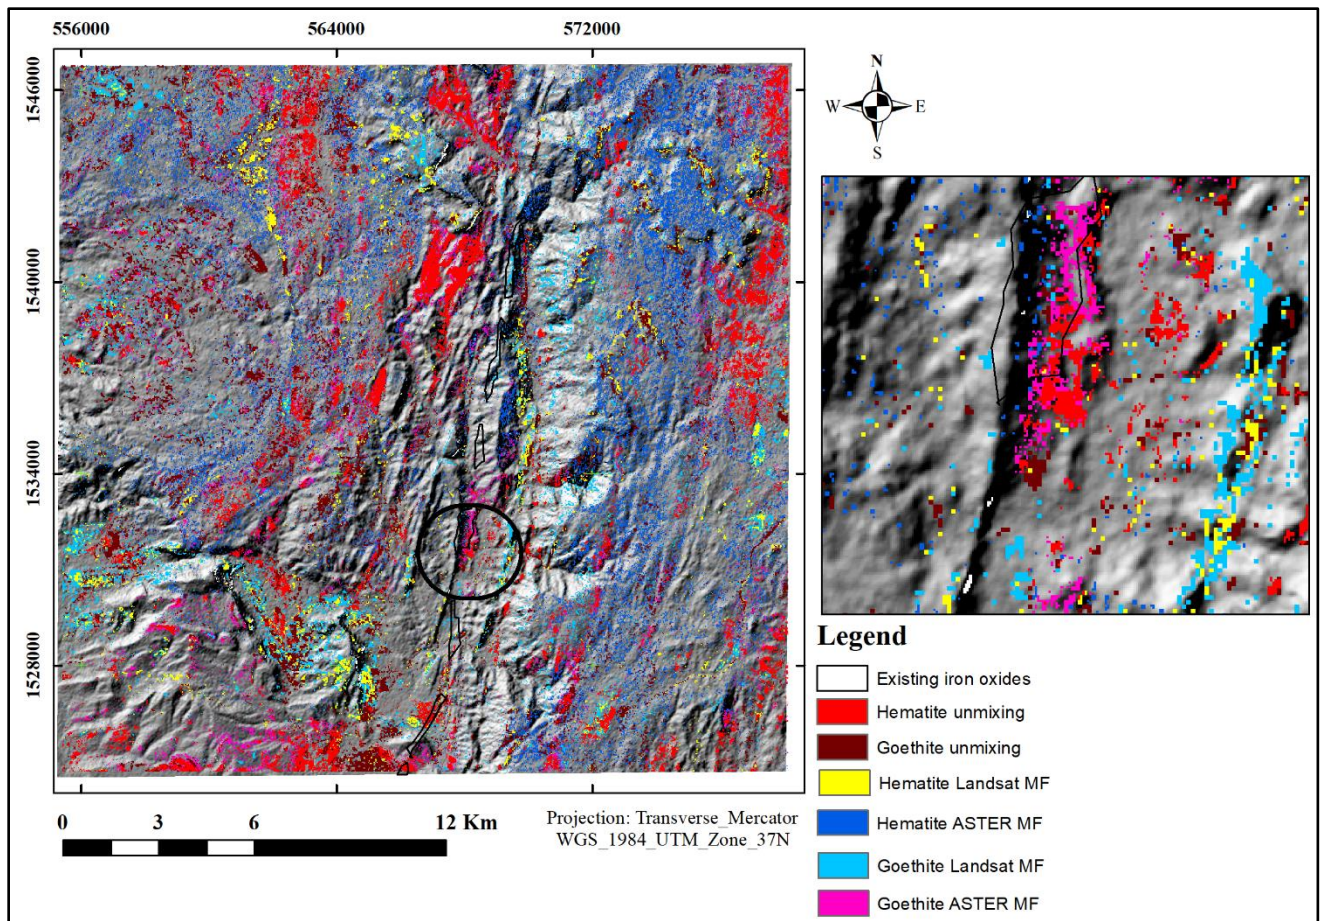 556000 564000 572000
1546000
1540000
1534000
1528000
N
W E
S
0 3 6 12 Km
Projection: Transverse_Mercator
WGS_1984_UTM_Zone_37N
Legend
Existing iron oxides
Hematite unmixing
Goethite unmixing
Hematite Landsat MF
Hematite ASTER MF
Goethite Landsat MF
Goethite ASTER MF